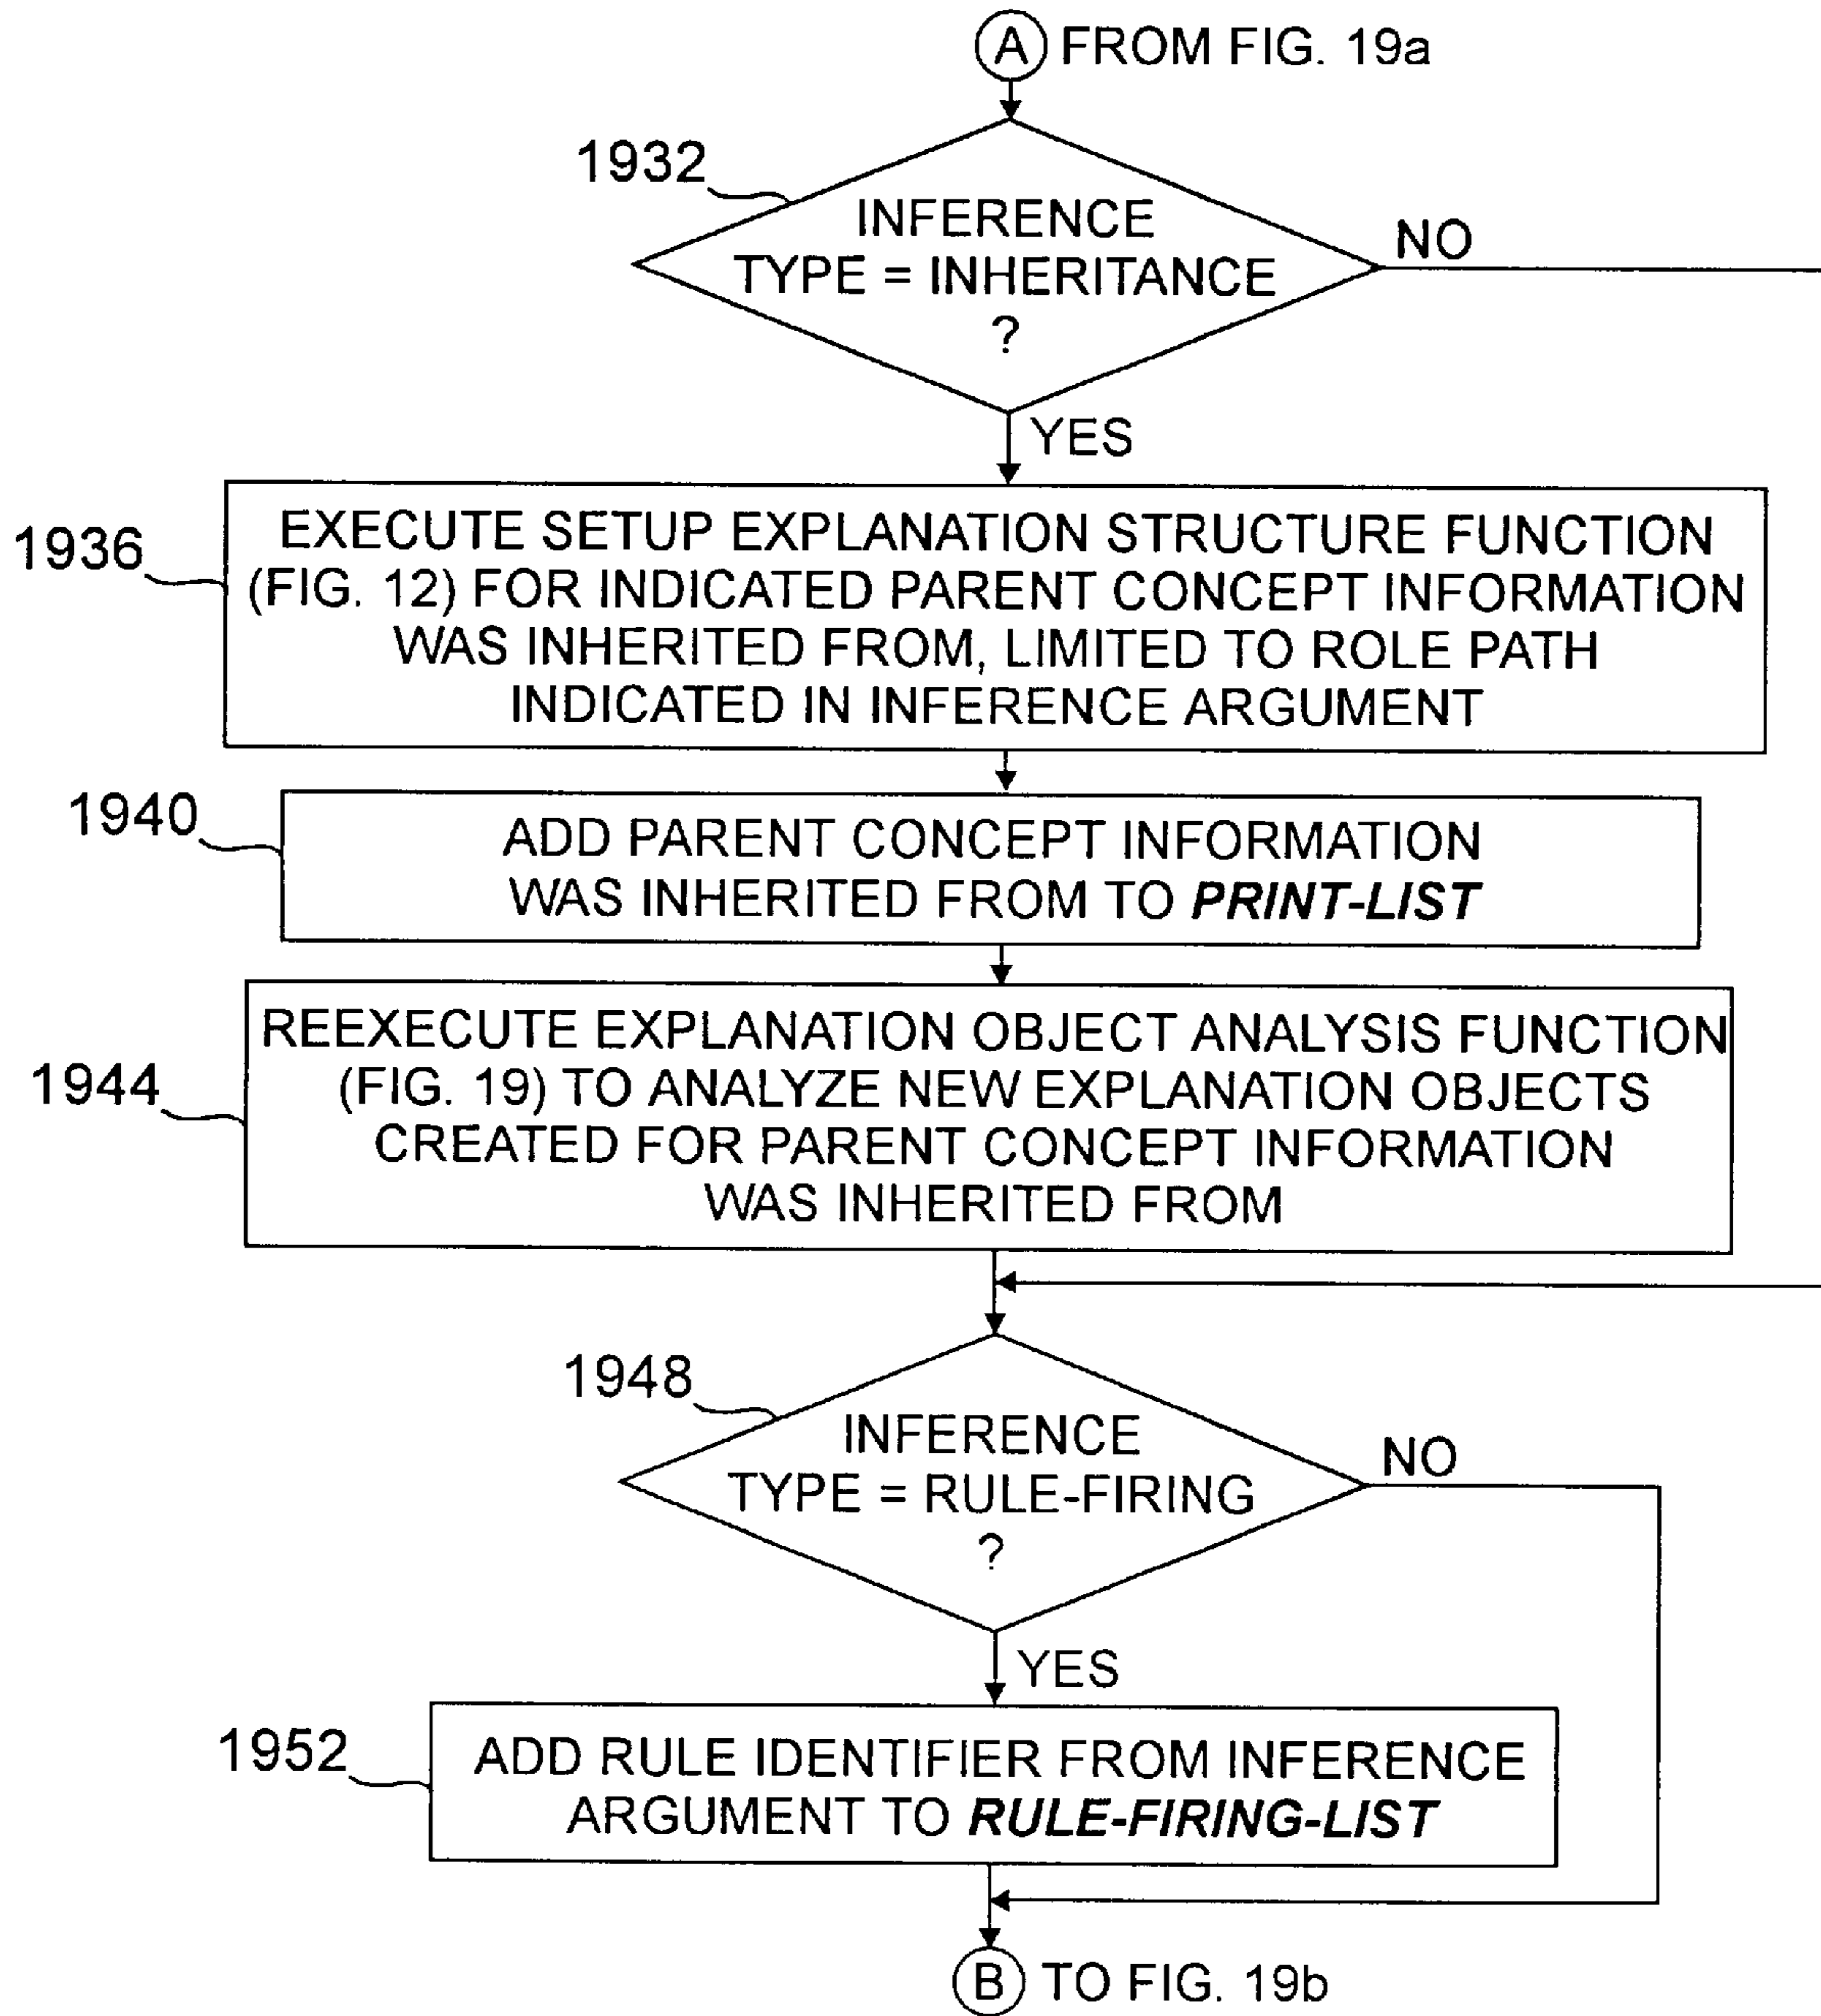 A FROM FIG. 19a
1932
INFERENCE
TYPE = INHERITANCE
?
NO
YES
1936
EXECUTE SETUP EXPLANATION STRUCTURE FUNCTION
(FIG. 12) FOR INDICATED PARENT CONCEPT INFORMATION
WAS INHERITED FROM, LIMITED TO ROLE PATH
INDICATED IN INFERENCE ARGUMENT
1940
ADD PARENT CONCEPT INFORMATION
WAS INHERITED FROM TO PRINT-LIST
1944
REEXECUTE EXPLANATION OBJECT ANALYSIS FUNCTION
(FIG. 19) TO ANALYZE NEW EXPLANATION OBJECTS
CREATED FOR PARENT CONCEPT INFORMATION
WAS INHERITED FROM
1948
INFERENCE
TYPE = RULE-FIRING
?
NO
YES
1952
ADD RULE IDENTIFIER FROM INFERENCE
ARGUMENT TO RULE-FIRING-LIST
B TO FIG. 19b